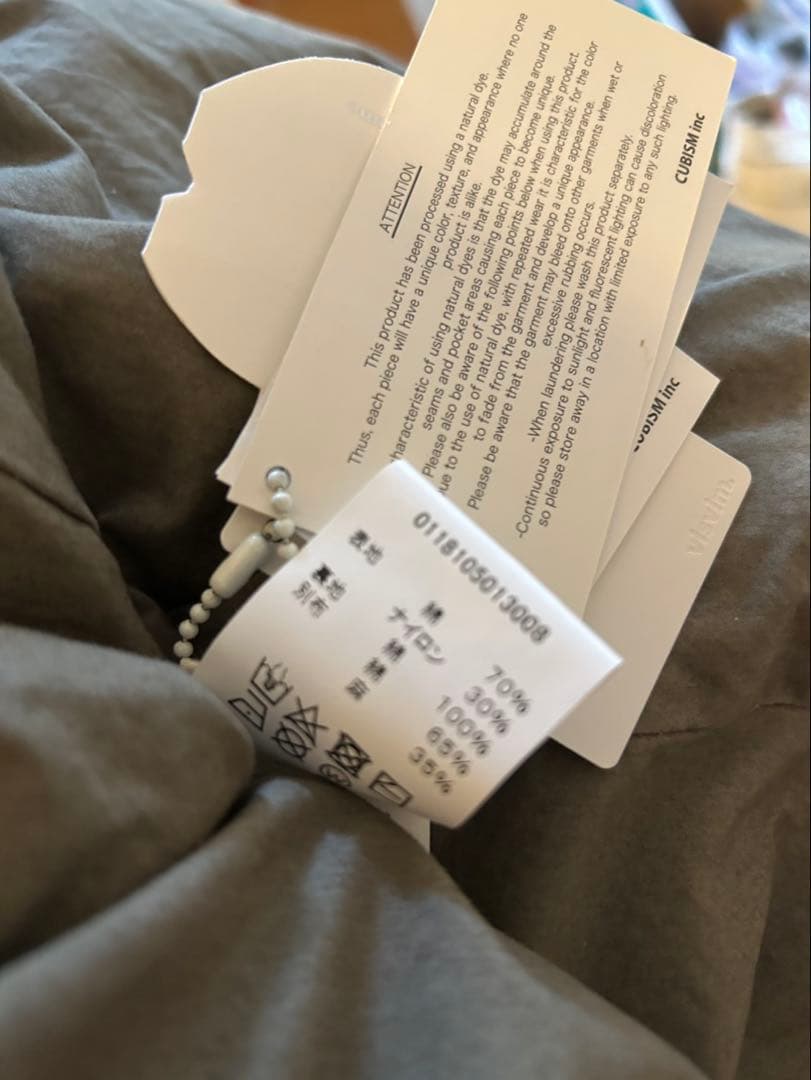 ATTENTION
This product has been processed using a natural dye.
Thus, each piece will have a unique color, texture, and appearance where no one
product is alike.
haracteristic of using natural dyes is that the dye may accumulate around the
seams and pocket areas causing each piece to become unique.
Please also be aware of the following points below when using this product.
ue to the use of natural dye, with repeated wear it is characteristic for the color
to fade from the garment and develop a unique appearance.
Please be aware that the garment may bleed onto other garments when wet or
excessive rubbing occurs.
-When laundering please wash this product separately.
-Continuous exposure to sunlight and fluorescent lighting can cause discoloration
so please store away in a location with limited exposure to any such lighting.
CUBISM inc
CUBISM inc
visvim.
0118105013008
表地 綿 70%
ナイロン 30%
裏地 綿 100%
別布 綿 65%
35%